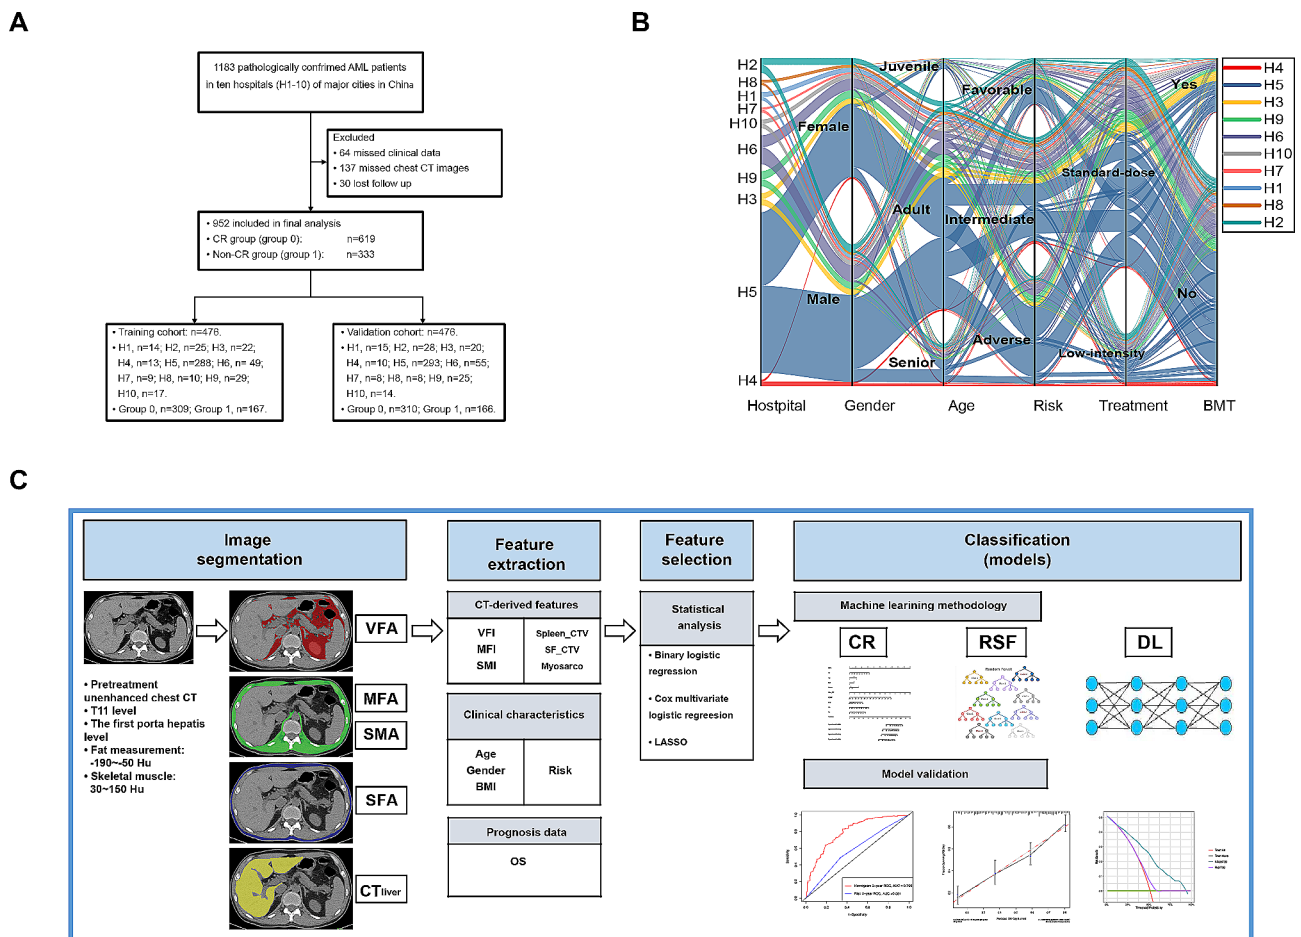 A
1183 pathologically confirmed AML patients
in ten hospitals (H1-10) of major cities in China
Excluded
• 64 missed clinical data
• 137 missed chest CT images
• 30 lost follow up
• 952 included in final analysis
• CR group (group 0): n=619
• Non-CR group (group 1): n=333
• Training cohort: n=476.
• H1, n=14; H2, n=25; H3, n=22;
H4, n=13; H5, n=288; H6, n= 49;
H7, n=9; H8, n=10; H9, n=29;
H10, n=17.
• Group 0, n=309; Group 1, n=167.
• Validation cohort: n=476.
• H1, n=15; H2, n=28; H3, n=20;
H4, n=10; H5, n=293; H6, n=55;
H7, n=8; H8, n=8; H9, n=25;
H10, n=14.
• Group 0, n=310; Group 1, n=166.
B
H2
H8
H1
H7
H10
H6
H9
H3
H5
H4
Female
Male
Juvenile
Adult
Senior
Favorable
Intermediate
Adverse
Standard-dose
Low-intensity
Yes
No
Hostpital
Gender
Age
Risk
Treatment
BMT
H4
H5
H3
H9
H6
H10
H7
H1
H8
H2
C
Image
segmentation
VFA
MFA
SMA
SFA
CTliver
• Pretreatment
unenhanced chest CT
• T11 level
• The first porta hepatis
level
• Fat measurement:
-190~-50 Hu
• Skeletal muscle:
30~150 Hu
Feature
extraction
CT-derived features
VFI
MFI
SMI
Spleen_CTV
SF_CTV
Myosarco
Clinical characteristics
Age
Gender
BMI
Risk
Prognosis data
OS
Feature
selection
Statistical
analysis
• Binary logistic
regression
• Cox multivariate
logistic regreesion
• LASSO
Classification
(models)
Machine learining methodology
CR
RSF
DL
Model validation